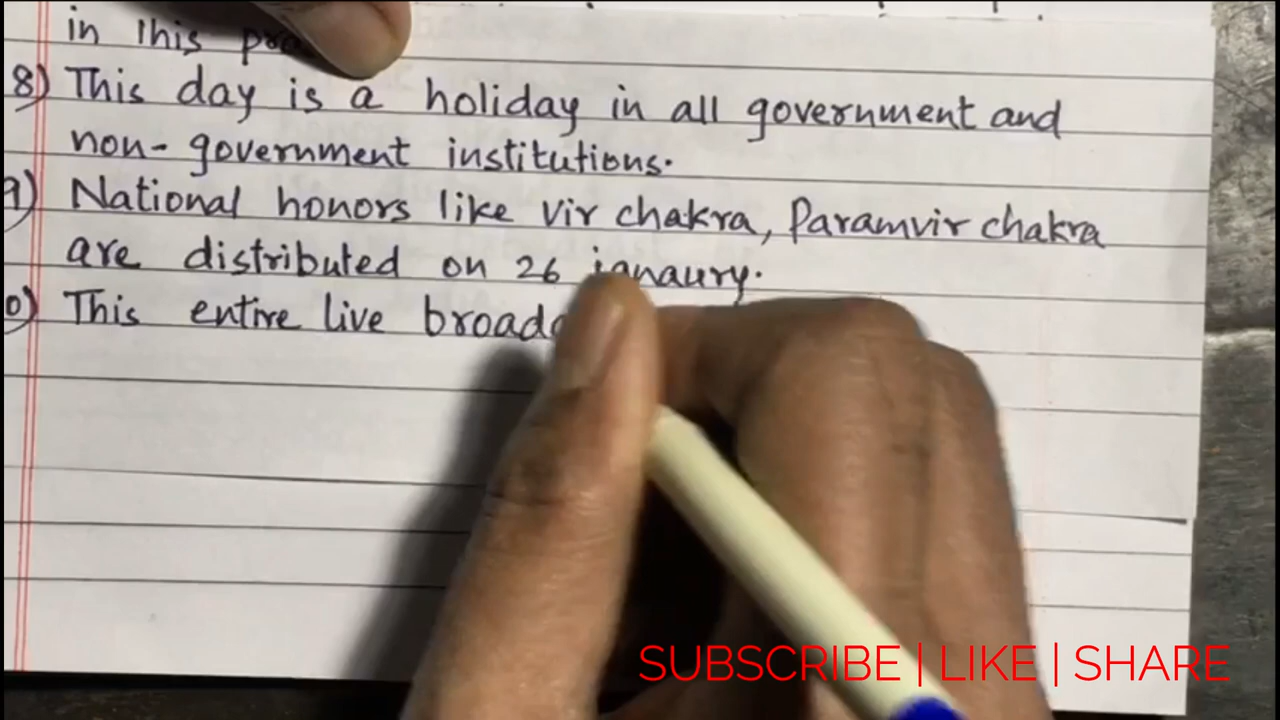 in this
8) This day is a holiday in all government and
non-government institutions.
9) National honors like vir chakra, Paramvir chakra
are distributed on 26 janaury.
0) This entire live
SUBSCRIBE | LIKE | SHARE